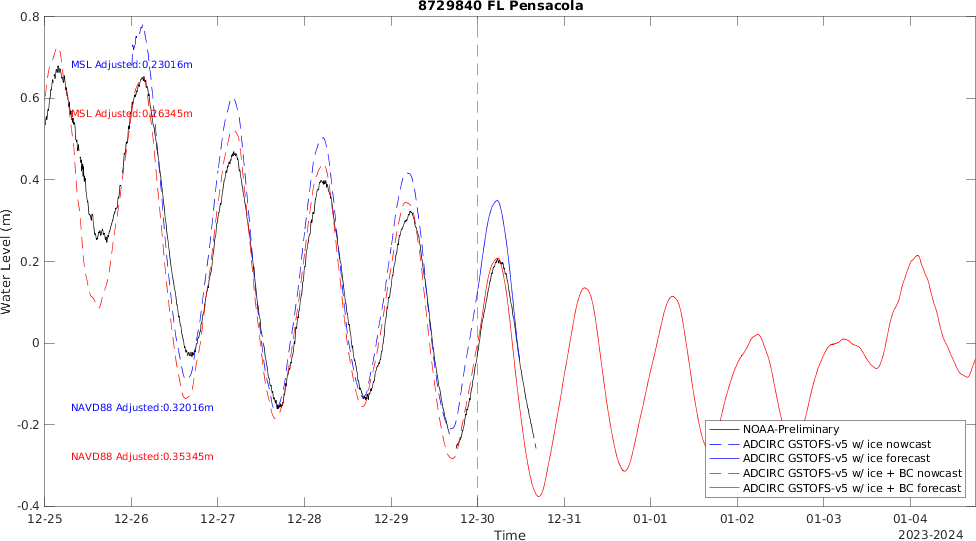 8729840 FL Pensacola
0.8
0.6
0.4
0.2
0
-0.2
-0.4
Water Level (m)
MSL Adjusted:0.23016m
MSL Adjusted:0.26345m
NAVD88 Adjusted:0.32016m
NAVD88 Adjusted:0.35345m
NOAA-Preliminary
ADCIRC GSTOFS-v5 w/ ice nowcast
ADCIRC GSTOFS-v5 w/ ice forecast
ADCIRC GSTOFS-v5 w/ ice + BC nowcast
ADCIRC GSTOFS-v5 w/ ice + BC forecast
12-25 12-26 12-27 12-28 12-29 12-30 12-31 01-01 01-02 01-03 01-04
Time
2023-2024